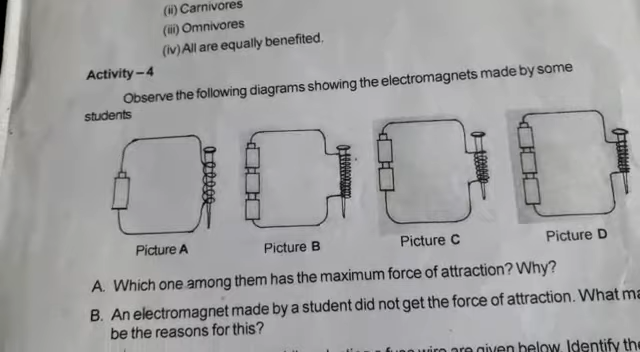 (ii) Carnivores
(iii) Omnivores
(iv) All are equally benefited.
Activity – 4
Observe the following diagrams showing the electromagnets made by some
students
Picture A
Picture B
Picture C
Picture D
A. Which one among them has the maximum force of attraction? Why?
B. An electromagnet made by a student did not get the force of attraction. What
be the reasons for this?
fuse wire are given below. Identify